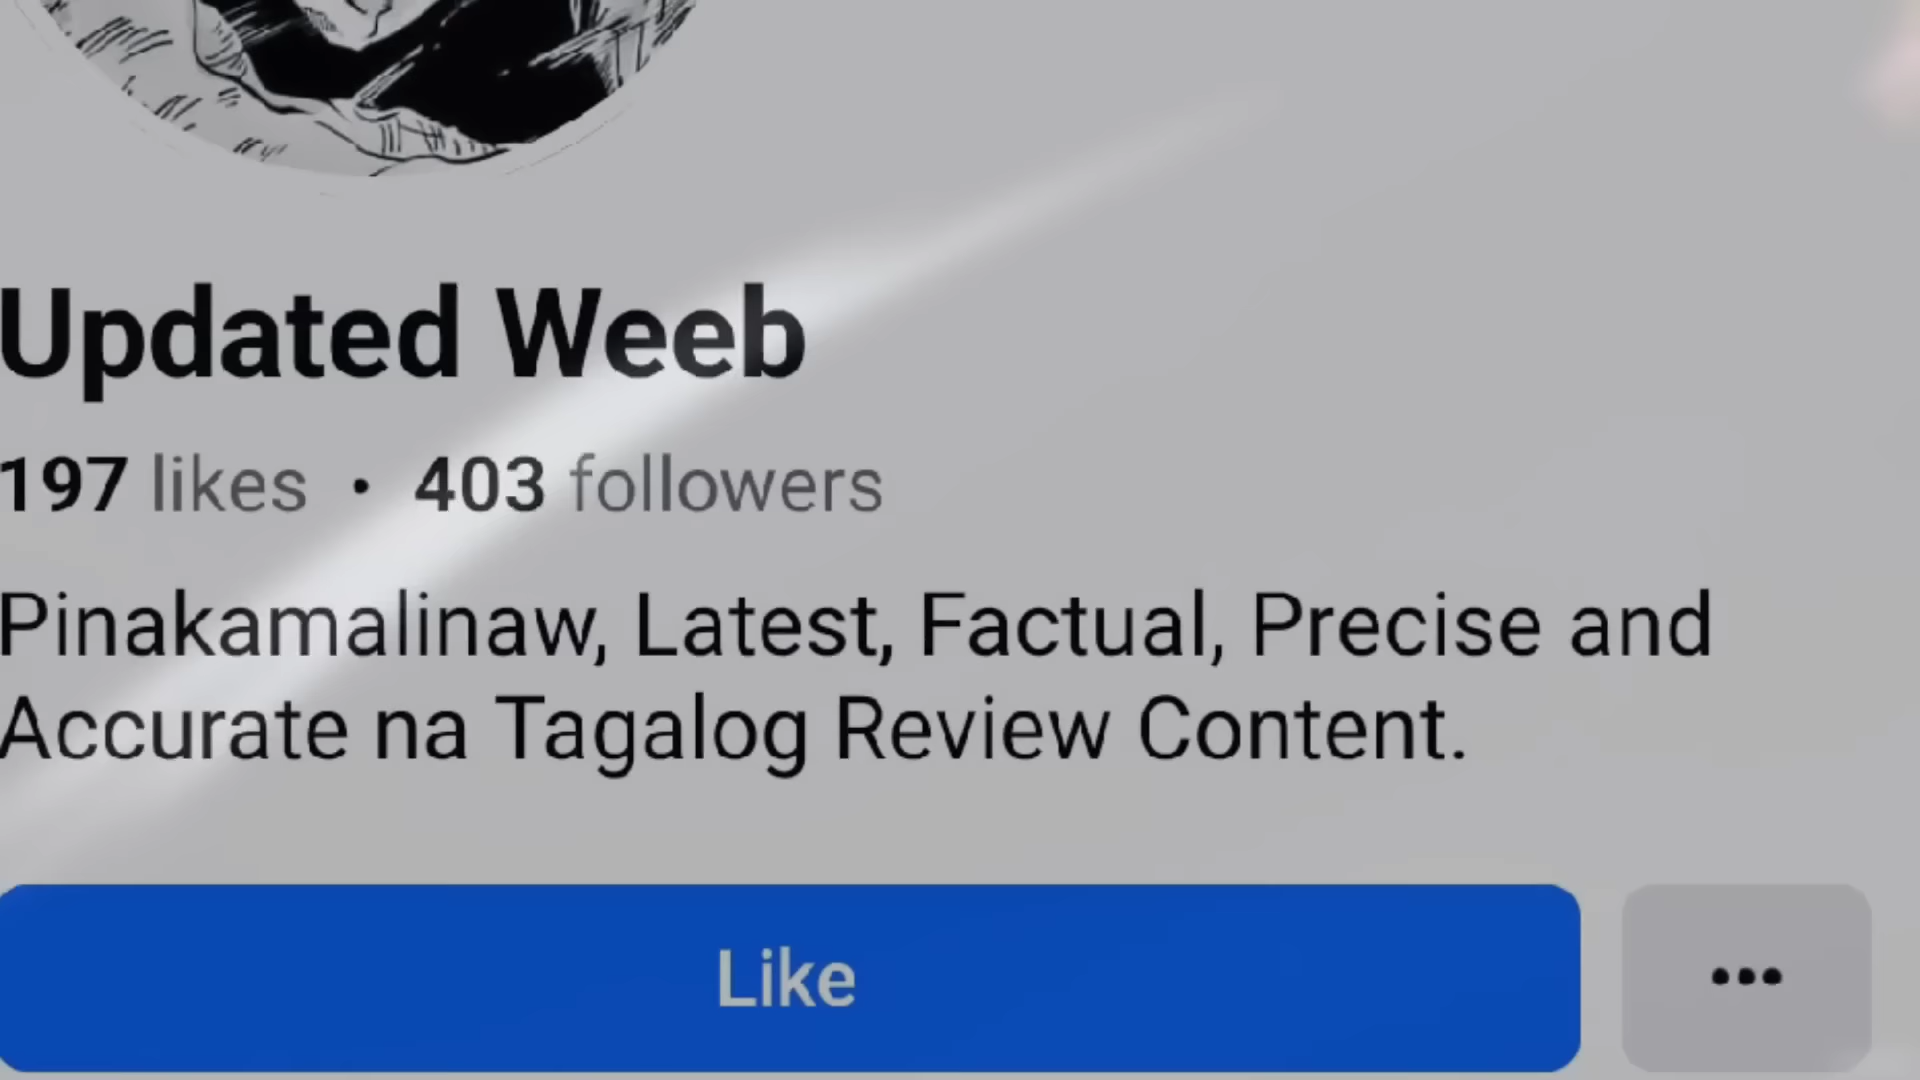 Updated Weeb
197 likes • 403 followers
Pinakamalinaw, Latest, Factual, Precise and
Accurate na Tagalog Review Content.
Like